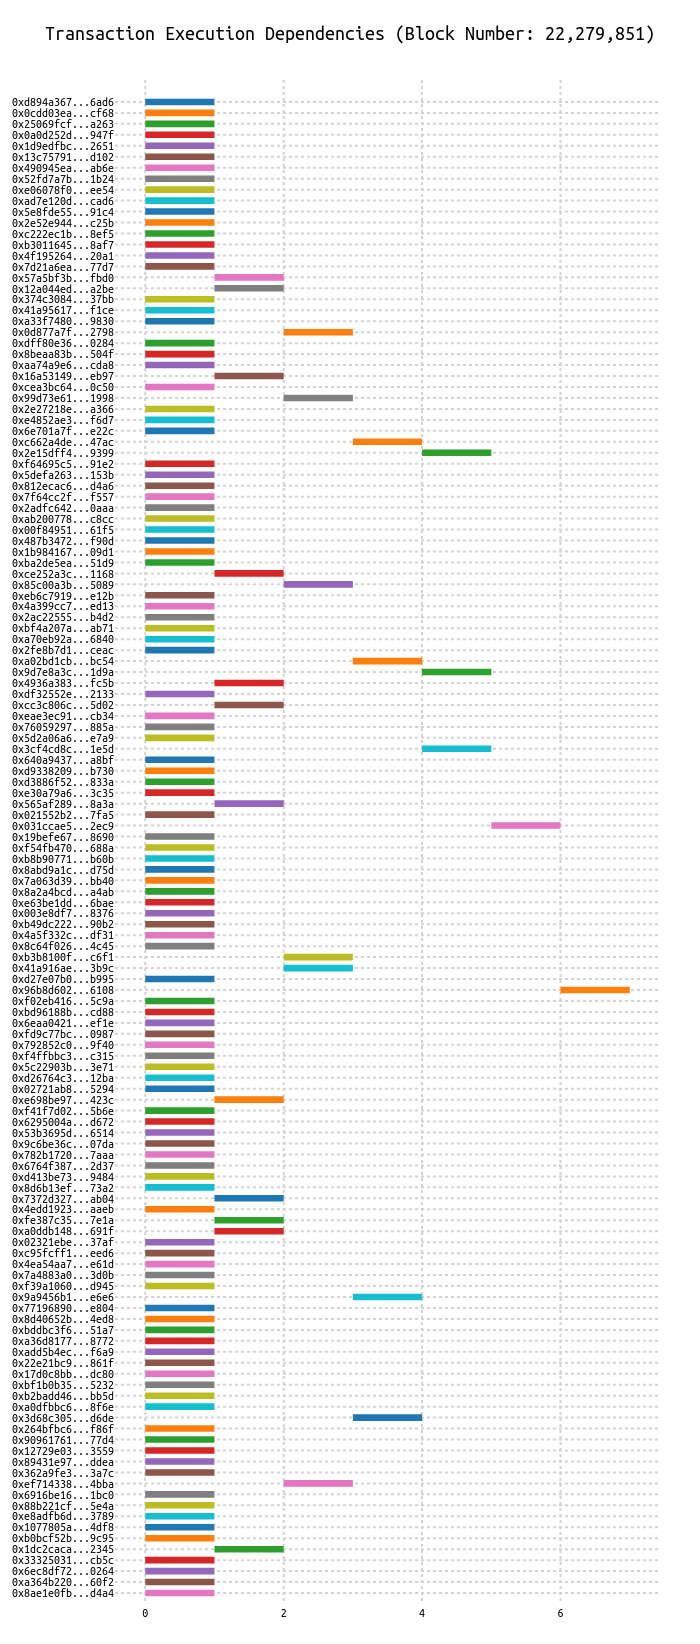 Transaction Execution Dependencies (Block Number: 22,279,851)
0xd894a367...6ad6
0x0cdd03ea...cf68
0x25069fcf...a263
0x0a0d252d...947f
0x1d9edfbc...2651
0x13c75791...d102
0x490945ea...ab6e
0x52fd7a7b...1b24
0xe06078f0...ee54
0xad7e120d...cad6
0x5e8fde55...91c4
0x2e52e944...c25b
0xc222ec1b...8ef5
0xb3011645...8af7
0x4f195264...20a1
0x7d21a6ea...77d7
0x57a5bf3b...fbd0
0x12a044ed...a2be
0x374c3084...37bb
0x41a95617...f1ce
0xa33f7480...9830
0x0d877a7f...2798
0xdff80e36...0284
0x8beaa83b...504f
0xaa74a9e6...cda8
0x16a53149...eb97
0xcea3bc64...0c50
0x99d73e61...1998
0x2e27218e...a366
0xe4852ae3...f6d7
0x6e701a7f...e22c
0xc662a4de...47ac
0x2e15dff4...9399
0xf64695c5...91e2
0x5defa263...153b
0x812ecac6...d4a6
0x7f64cc2f...f557
0x2adfc642...0aaa
0xab200778...c8cc
0x00f84951...61f5
0x487b3472...f90d
0x1b984167...09d1
0xba2de5ea...51d9
0xce252a3c...1168
0x85c00a3b...5089
0xeb6c7919...e12b
0x4a399cc7...ed13
0x2ac22555...b4d2
0xbf4a207a...ab71
0xa70eb92a...6840
0x2fe8b7d1...ceac
0xa02bd1cb...bc54
0x9d7e8a3c...1d9a
0x4936a383...fc5b
0xdf32552e...2133
0xcc3c806c...5d02
0xeae3ec91...cb34
0x76059297...885a
0x5d2a06a6...e7a9
0x3cf4cd8c...1e5d
0x640a9437...a8bf
0xd9338209...b730
0xd3886f52...833a
0xe30a79a6...3c35
0x565af289...8a3a
0x021552b2...7fa5
0x031ccae5...2ec9
0x19befe67...8690
0xf54fb470...688a
0xb8b90771...b60b
0x8abd9a1c...d75d
0x7a063d39...bb40
0x8a2a4bcd...a4ab
0xe63be1dd...6bae
0x003e8df7...8376
0xb49dc222...90b2
0x4a5f332c...df31
0x8c64f026...4c45
0xb3b8100f...c6f1
0x41a916ae...3b9c
0xd27e07b0...b995
0x96b8d602...6108
0xf02eb416...5c9a
0xbd96188b...cd88
0x6eaa0421...ef1e
0xfd9c77bc...0987
0x792852c0...9f40
0xf4ffbbc3...c315
0x5c22903b...3e71
0xd26764c3...12ba
0x02721ab8...5294
0xe698be97...423c
0xf41f7d02...5b6e
0x6295004a...d672
0x53b3695d...6514
0x9c6be36c...07da
0x782b1720...7aaa
0x6764f387...2d37
0xd413be73...9484
0x8d6b13ef...73a2
0x7372d327...ab04
0x4edd1923...aaeb
0xfe387c35...7e1a
0xa0ddb148...691f
0x02321ebe...37af
0xc95fcff1...eed6
0x4ea54aa7...e61d
0x7a4883a0...3d0b
0xf39a1060...d945
0x9a9456b1...e6e6
0x77196890...e804
0x8d40652b...4ed8
0xbddbc3f6...51a7
0xa36d8177...8772
0xadd5b4ec...f6a9
0x22e21bc9...861f
0x17d0c8bb...dc80
0xbf1b0b35...5232
0xb2badd46...bb5d
0xa0dfbbc6...8f6e
0x3d68c305...d6de
0x264bfbc6...f86f
0x90961761...77d4
0x12729e03...3559
0x89431e97...ddea
0x362a9fe3...3a7c
0xef714338...4bba
0x6916be16...1bc0
0x88b221cf...5e4a
0xe8adfb6d...3789
0x1077805a...4df8
0xb0bcf52b...9c95
0x1dc2caca...2345
0x33325031...cb5c
0x6ec8df72...0264
0xa364b220...60f2
0x8ae1e0fb...d4a4
0 2 4 6